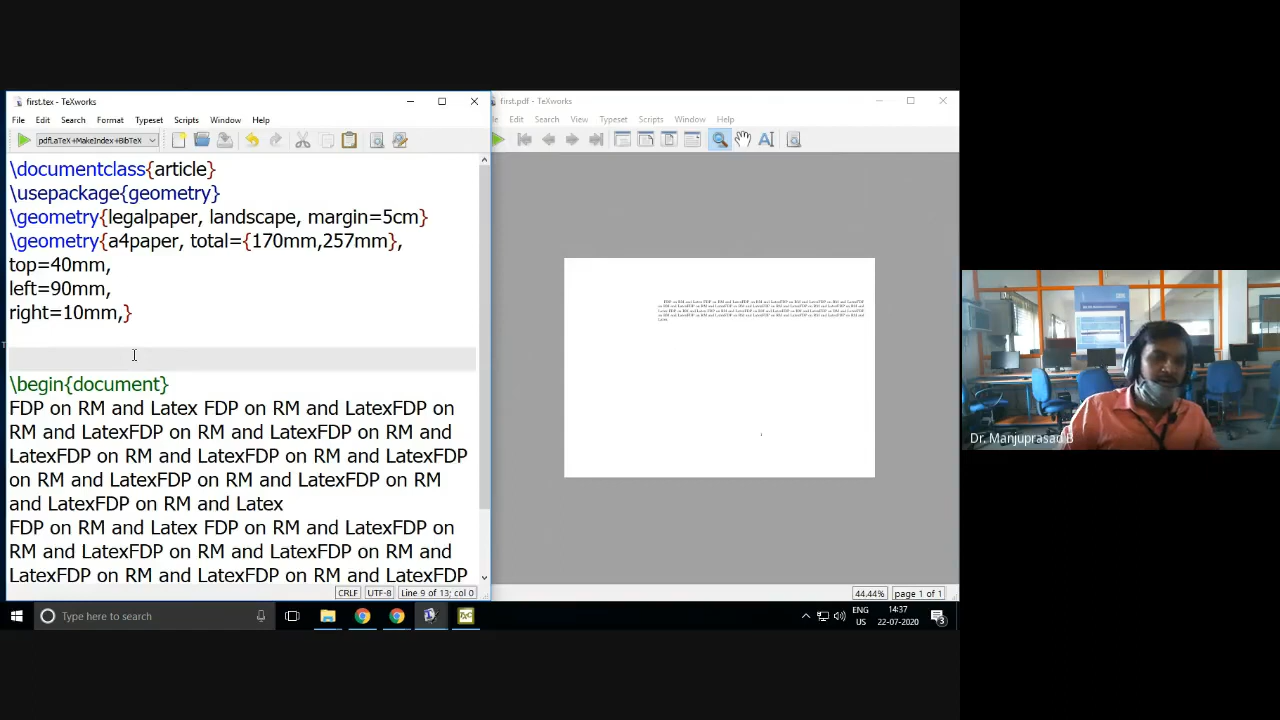 first.tex - TeXworks
File Edit Search Format Typeset Scripts Window Help
pdfLaTeX+MakeIndex+BibTeX
\documentclass{article}
\usepackage{geometry}
\geometry{legalpaper, landscape, margin=5cm}
\geometry{a4paper, total={170mm,257mm},
top=40mm,
left=90mm,
right=10mm,}
\begin{document}
FDP on RM and Latex FDP on RM and LatexFDP on
RM and LatexFDP on RM and LatexFDP on RM and
LatexFDP on RM and LatexFDP on RM and LatexFDP
on RM and LatexFDP on RM and LatexFDP on RM
and LatexFDP on RM and Latex
FDP on RM and Latex FDP on RM and LatexFDP on
RM and LatexFDP on RM and LatexFDP on RM and
LatexFDP on RM and LatexFDP on RM and LatexFDP
CRLF UTF-8 Line 9 of 13; col 0
first.pdf - TeXworks
Edit Search View Typeset Scripts Window Help
44.44% page 1 of 1
Type here to search
ENG
US
14:37
22-07-2020
3
Dr. Manjuprasad B